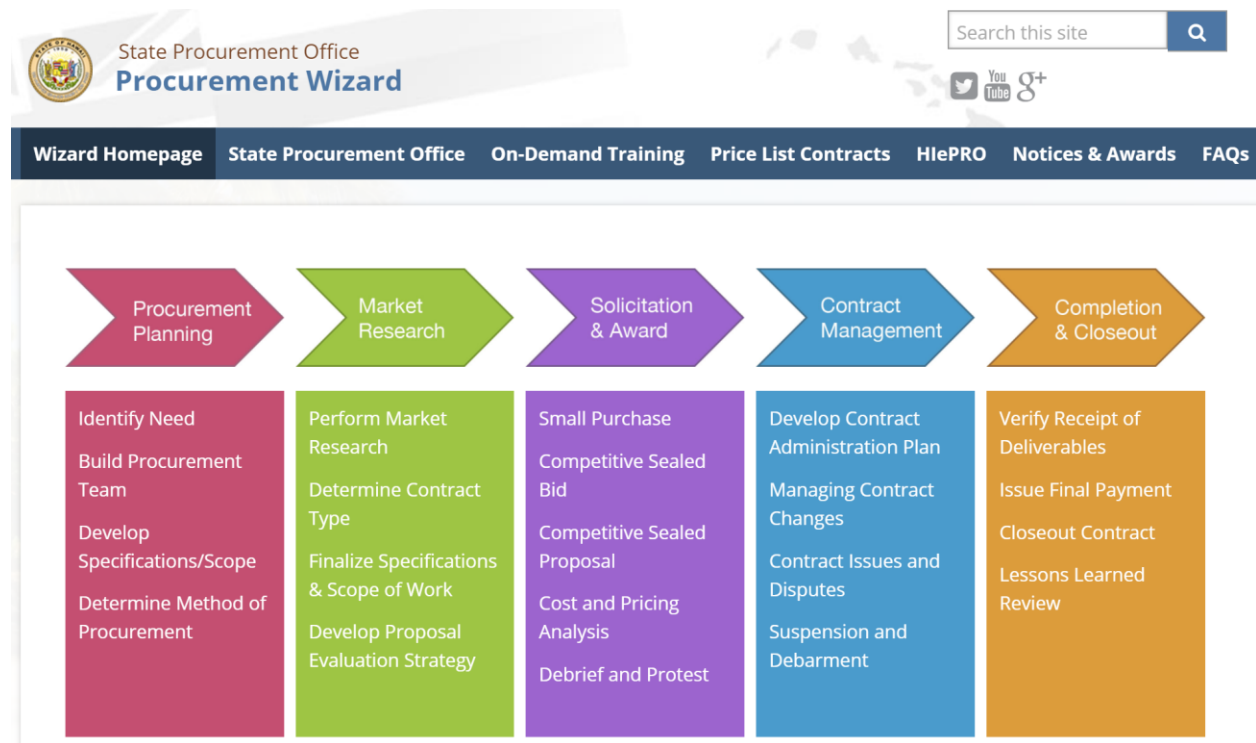 State Procurement Office
Procurement Wizard
Search this site
You
Tube
g+
Wizard Homepage State Procurement Office On-Demand Training Price List Contracts HIePRO Notices & Awards FAQs
Procurement
Planning
Market
Research
Solicitation
& Award
Contract
Management
Completion
& Closeout
Identify Need
Build Procurement
Team
Develop
Specifications/Scope
Determine Method of
Procurement
Perform Market
Research
Determine Contract
Type
Finalize Specifications
& Scope of Work
Develop Proposal
Evaluation Strategy
Small Purchase
Competitive Sealed
Bid
Competitive Sealed
Proposal
Cost and Pricing
Analysis
Debrief and Protest
Develop Contract
Administration Plan
Managing Contract
Changes
Contract Issues and
Disputes
Suspension and
Debarment
Verify Receipt of
Deliverables
Issue Final Payment
Closeout Contract
Lessons Learned
Review